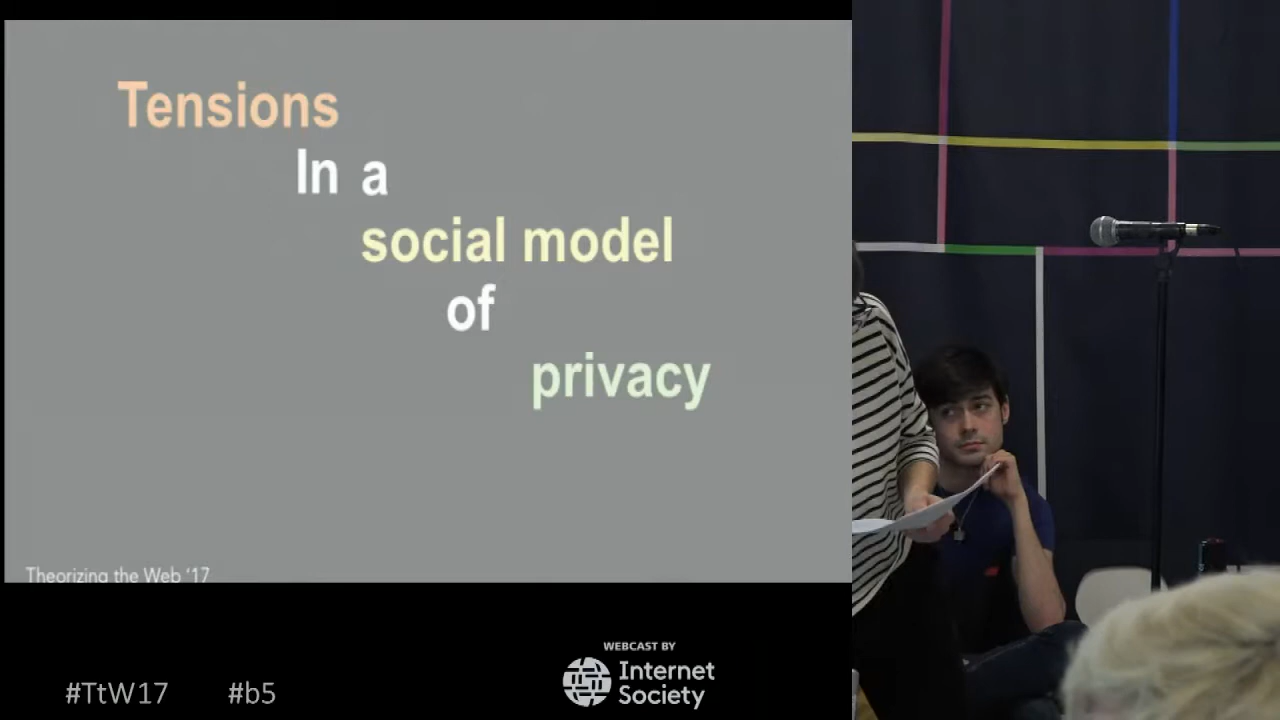 Tensions
In a
social model
of
privacy
Theorizing the Web ‘17
WEBCAST BY
Internet
Society
#TtW17 #b5